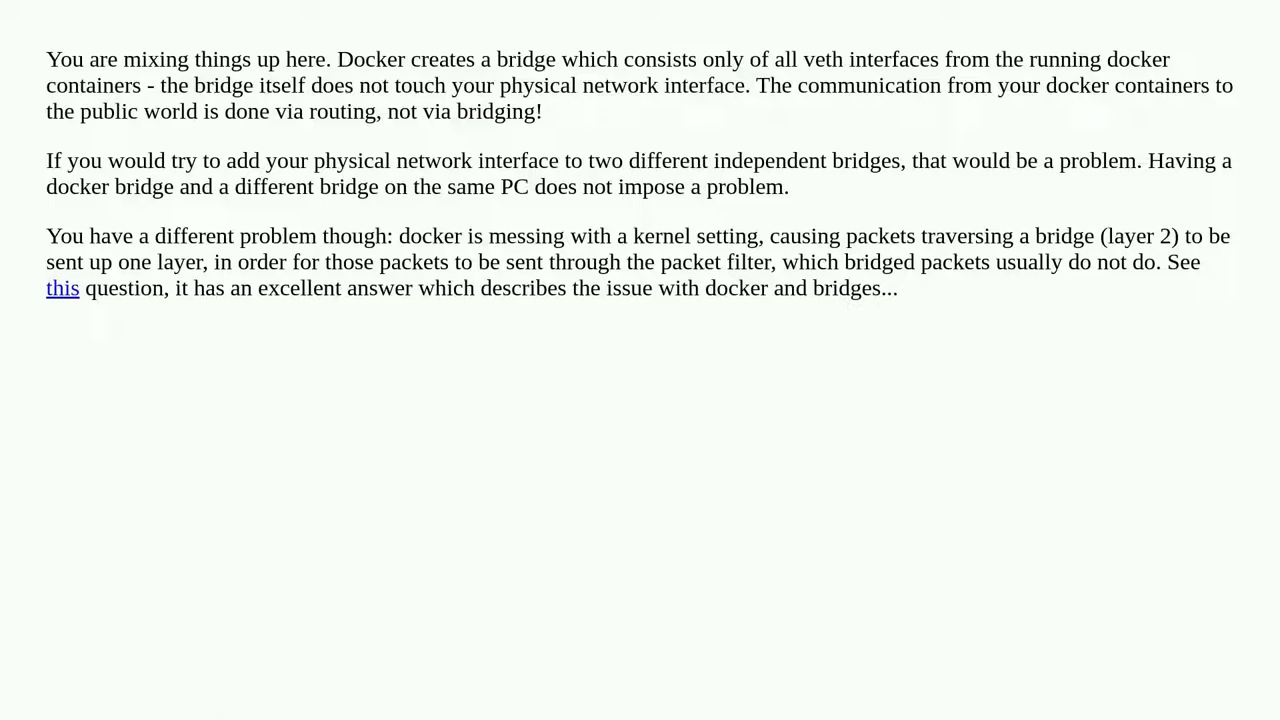 You are mixing things up here. Docker creates a bridge which consists only of all veth interfaces from the running docker
containers - the bridge itself does not touch your physical network interface. The communication from your docker containers to
the public world is done via routing, not via bridging!
If you would try to add your physical network interface to two different independent bridges, that would be a problem. Having a
docker bridge and a different bridge on the same PC does not impose a problem.
You have a different problem though: docker is messing with a kernel setting, causing packets traversing a bridge (layer 2) to be
sent up one layer, in order for those packets to be sent through the packet filter, which bridged packets usually do not do. See
this question, it has an excellent answer which describes the issue with docker and bridges...